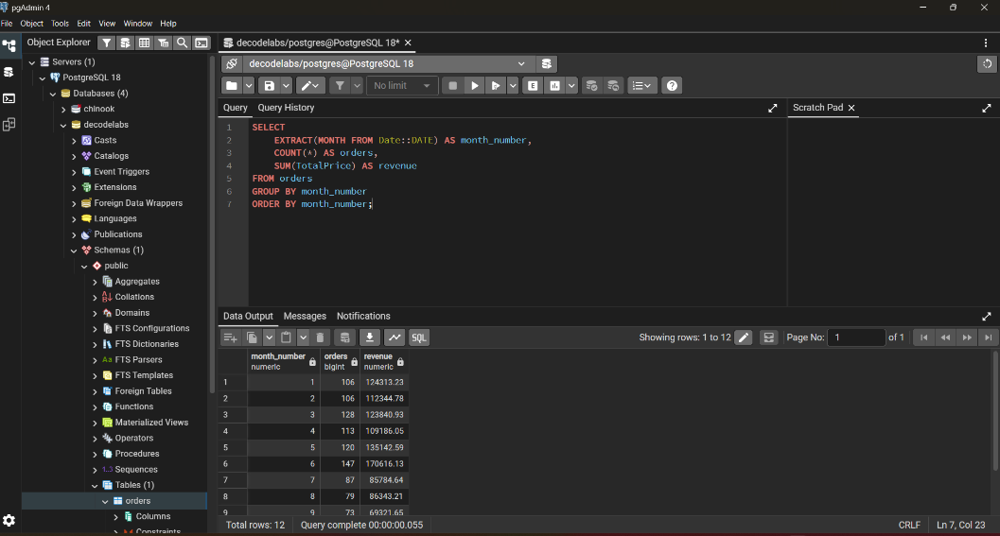 pgAdmin 4
File Object Tools Edit View Window Help
Object Explorer
Servers (1)
PostgreSQL 18
Databases (4)
chinook
decodelabs
Casts
Catalogs
Event Triggers
Extensions
Foreign Data Wrappers
Languages
Publications
Schemas (1)
public
Aggregates
Collations
Domains
FTS Configurations
FTS Dictionaries
FTS Parsers
FTS Templates
Foreign Tables
Functions
Materialized Views
Operators
Procedures
1..3 Sequences
Tables (1)
orders
Columns
Constraints
decodelabs/postgres@PostgreSQL 18*
decodelabs/postgres@PostgreSQL 18
No limit
Query Query History
Scratch Pad
1 SELECT
2 EXTRACT(MONTH FROM Date::DATE) AS month_number,
3 COUNT(*) AS orders,
4 SUM(TotalPrice) AS revenue
5 FROM orders
6 GROUP BY month_number
7 ORDER BY month_number;
Data Output Messages Notifications
SQL
Showing rows: 1 to 12
Page No: 1 of 1
month_number orders revenue
numeric bigint numeric
1 1 106 124313.23
2 2 106 112344.78
3 3 128 123840.93
4 4 113 109186.05
5 5 120 135142.59
6 6 147 170616.13
7 7 87 85784.64
8 8 79 86343.21
9 9 73 69321.65
Total rows: 12 Query complete 00:00:00.055 CRLF Ln 7, Col 23